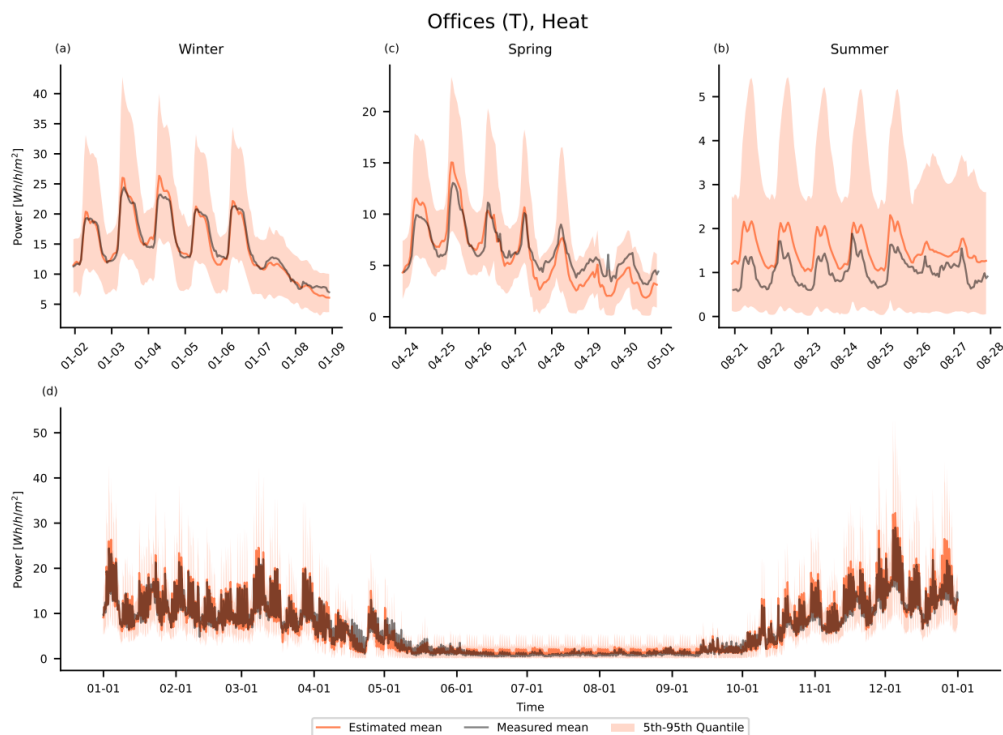 Offices (T), Heat
(a) Winter
(c) Spring
(b) Summer
Power [Wh/h/m²]
40
35
30
25
20
15
10
5
01-02 01-03 01-04 01-05 01-06 01-07 01-08 01-09
20
15
10
5
0
04-24 04-25 04-26 04-27 04-28 04-29 04-30 05-01
5
4
3
2
1
0
08-21 08-22 08-23 08-24 08-25 08-26 08-27 08-28
(d)
Power [Wh/h/m²]
50
40
30
20
10
0
01-01 02-01 03-01 04-01 05-01 06-01 07-01 08-01 09-01 10-01 11-01 12-01 01-01
Time
Estimated mean Measured mean 5th-95th Quantile